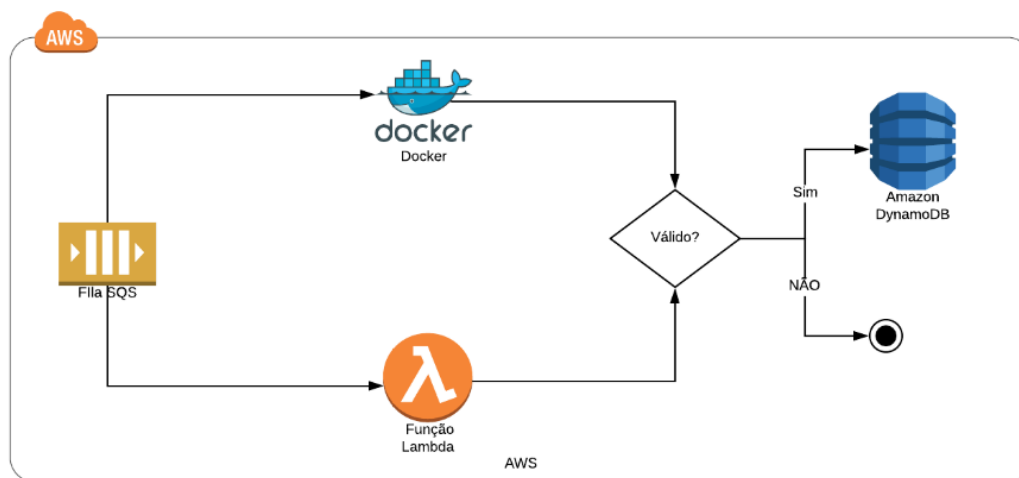 AWS
docker
Docker
Sim
Amazon
DynamoDB
Válido?
FIla SQS
NÃO
Função
Lambda
AWS